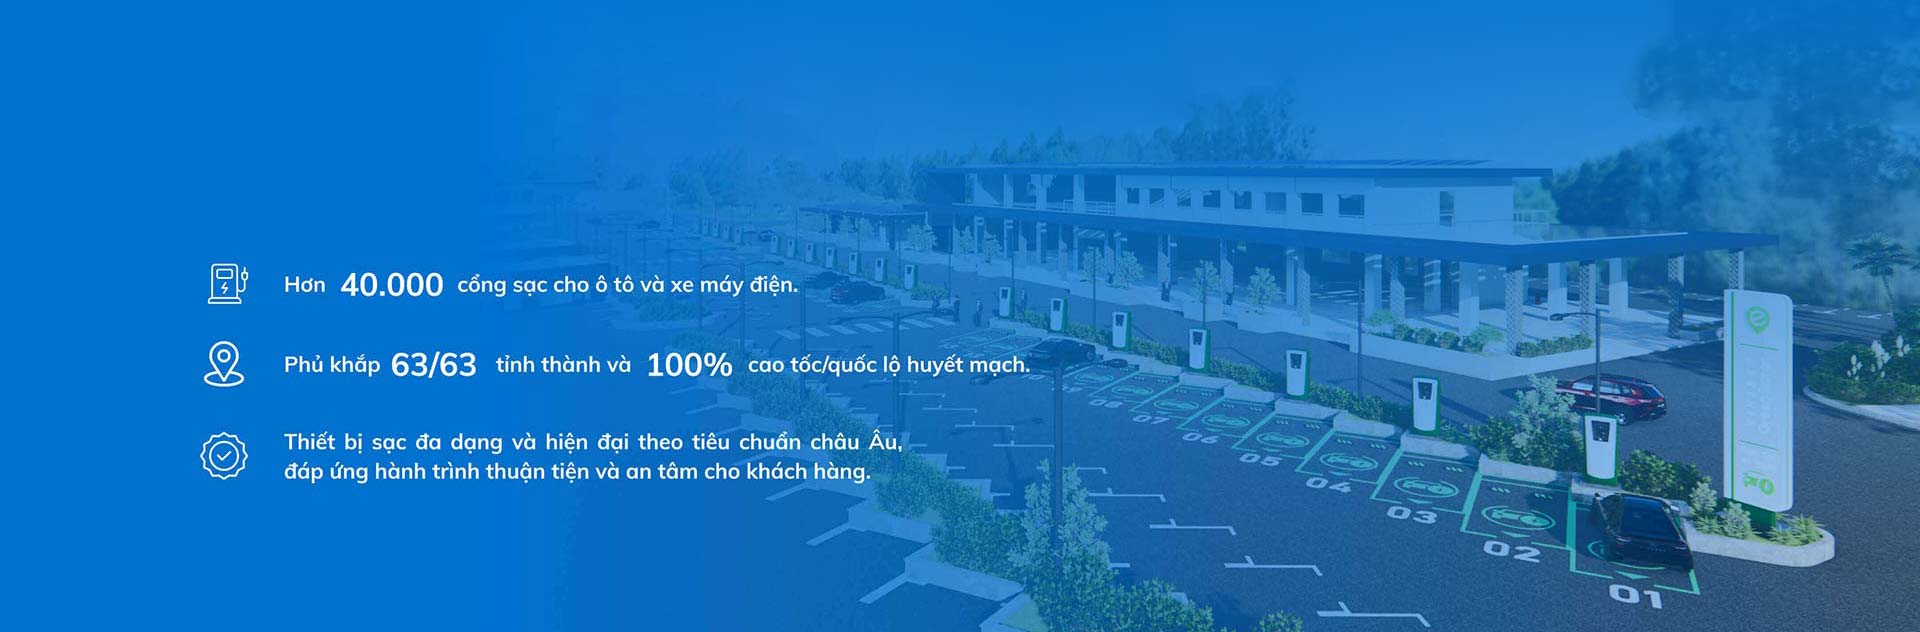 Hơn 40.000 cổng sạc cho ô tô và xe máy điện.
Phủ khắp 63/63 tỉnh thành và 100% cao tốc/quốc lộ huyết mạch.
Thiết bị sạc đa dạng và hiện đại theo tiêu chuẩn châu Âu,
đáp ứng hành trình thuận tiện và an tâm cho khách hàng.
09
08
07
06
05
04
03
02
01